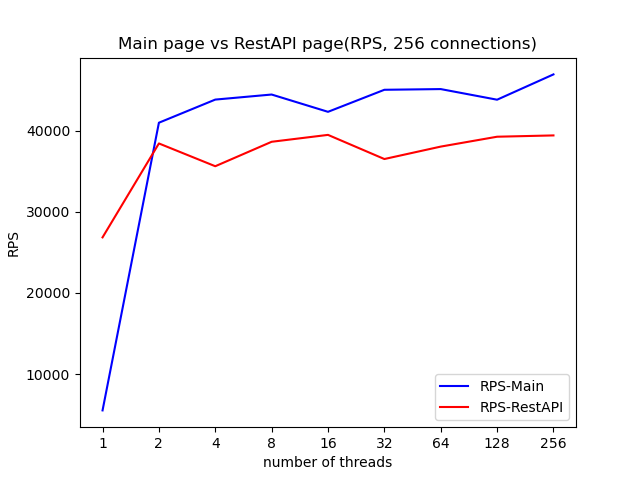 Main page vs RestAPI page(RPS, 256 connections)
RPS
40000
30000
20000
10000
RPS-Main
RPS-RestAPI
1 2 4 8 16 32 64 128 256
number of threads